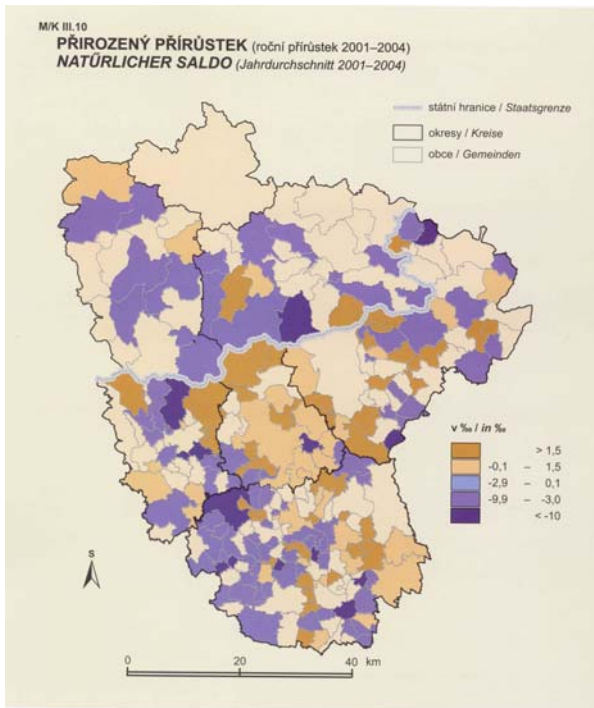 M/K III.10
PŘIROZENÝ PŘÍRŮSTEK (roční přírůstek 2001–2004)
NATÜRLICHER SALDO (Jahrdurchschnitt 2001–2004)
státní hranice / Staatsgrenze
okresy / Kreise
obce / Gemeinden
v ‰ / in ‰
> 1,5
-0,1 – 1,5
-2,9 – 0,1
-9,9 – -3,0
< -10
S
0 20 40 km